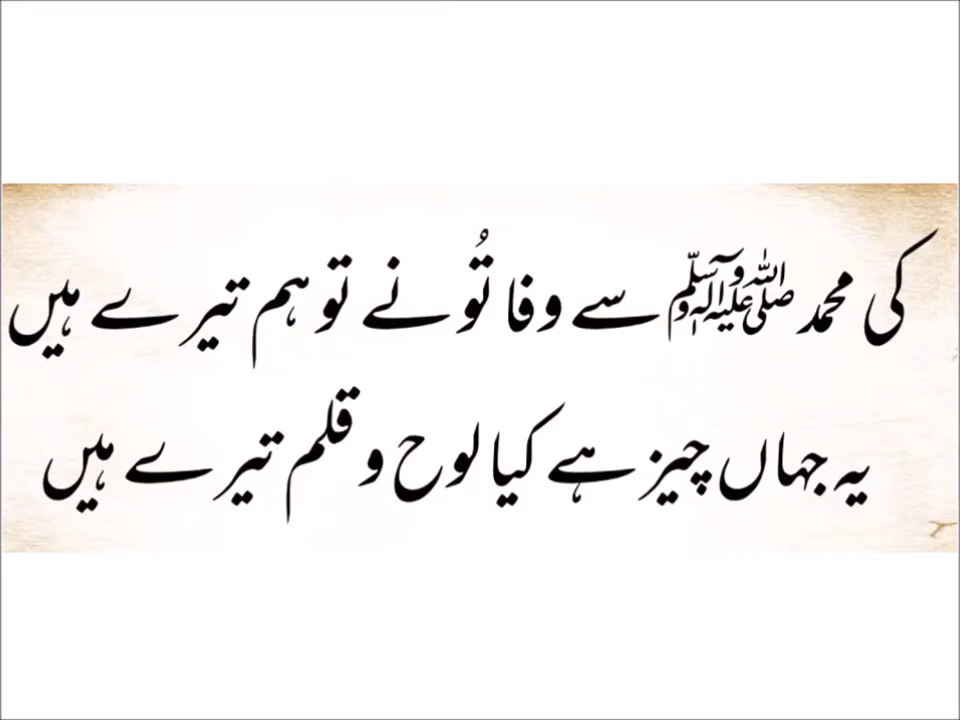 کی محمد صلی اللہ علیہ وآلہ وسلم سے وفا تُو نے تو ہم تیرے ہیں
یہ جہاں چیز ہے کیا لوح و قلم تیرے ہیں